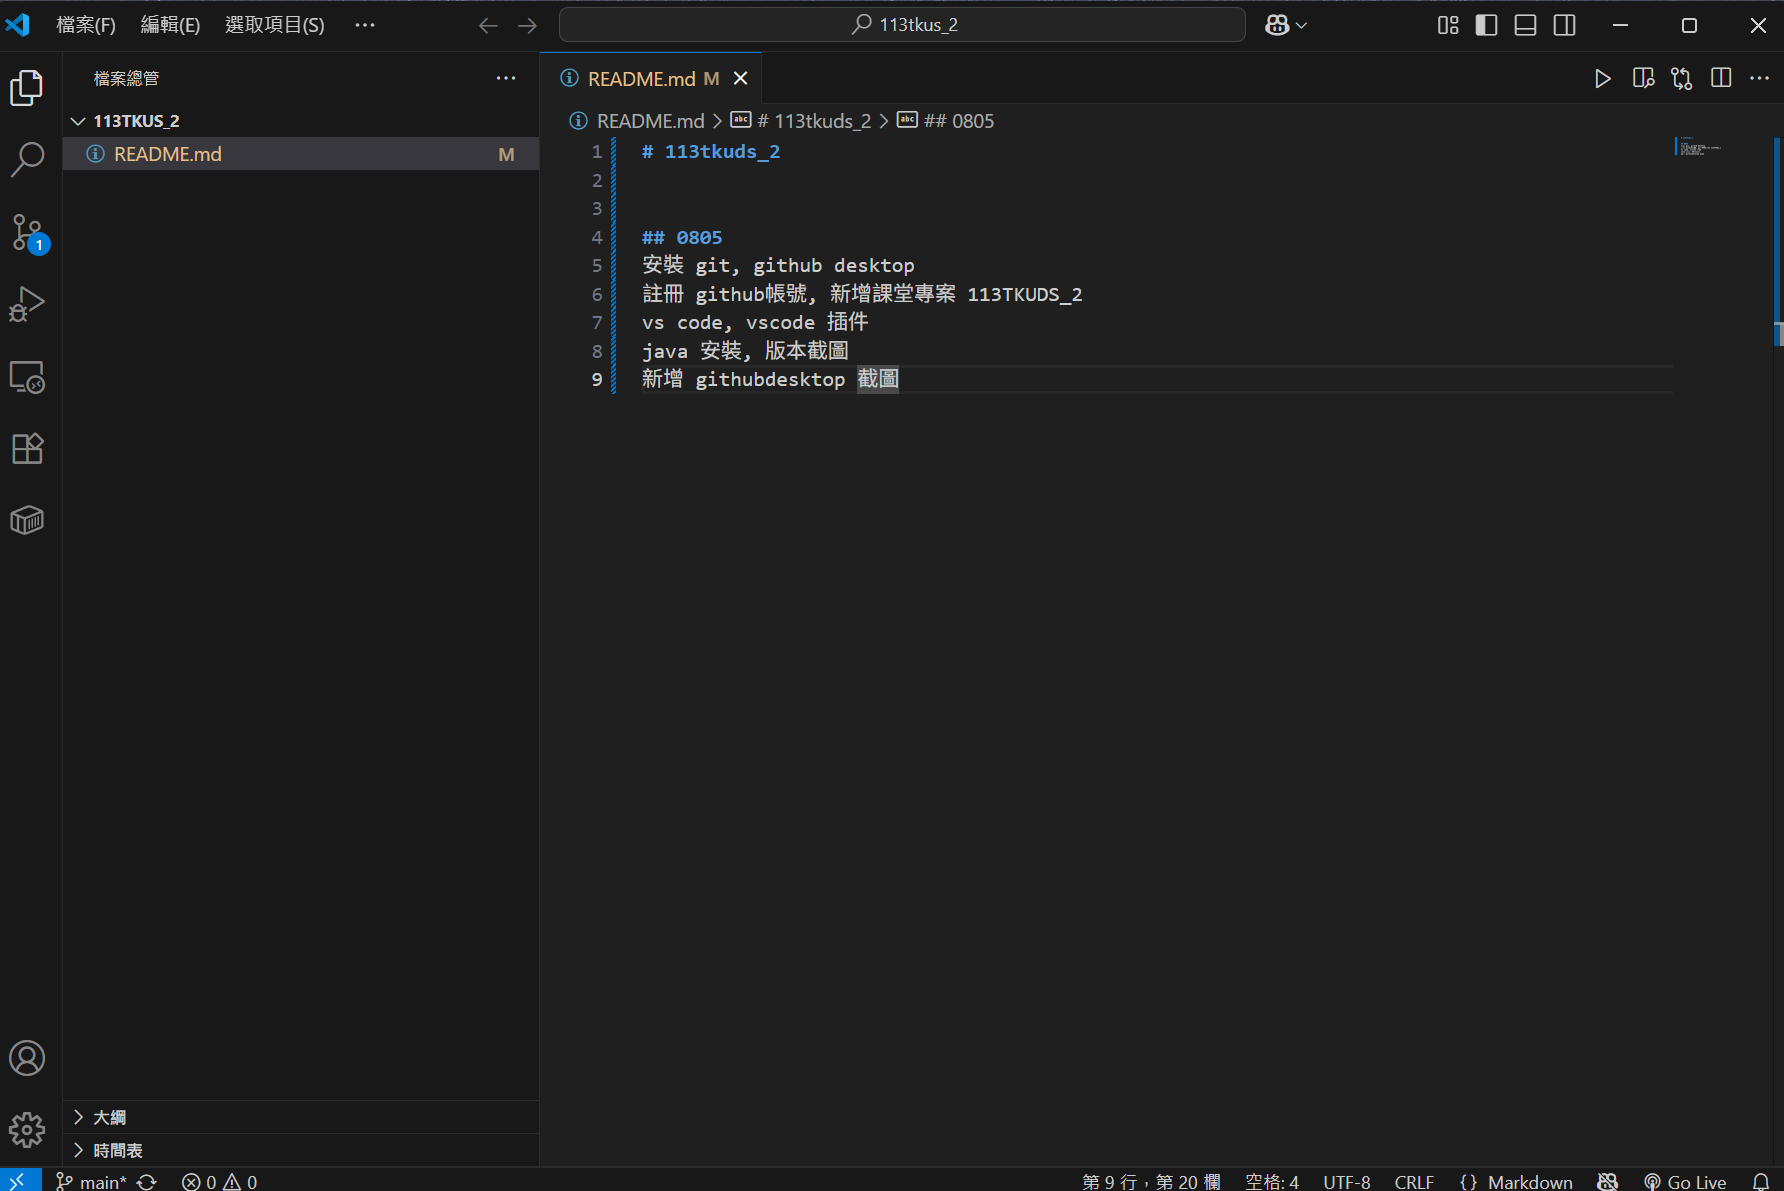 檔案(F) 編輯(E) 選取項目(S) ··· 113tkus_2
檔案總管 ···
113TKUS_2
README.md M
README.md M
README.md > # 113tkuds_2 > ## 0805
1 # 113tkuds_2
2
3
4 ## 0805
5 安裝 git, github desktop
6 註冊 github帳號, 新增課堂專案 113TKUDS_2
7 vs code, vscode 插件
8 java 安裝, 版本截圖
9 新增 githubdesktop 截圖
1
大綱
時間表
main* 0 0 第 9 行，第 20 欄 空格: 4 UTF-8 CRLF {} Markdown Go Live